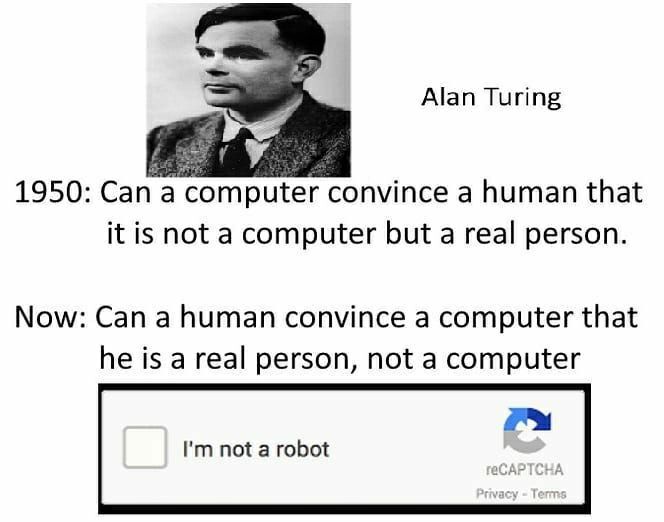 Alan Turing
1950: Can a computer convince a human that
it is not a computer but a real person.
Now: Can a human convince a computer that
he is a real person, not a computer
I'm not a robot
reCAPTCHA
Privacy - Terms